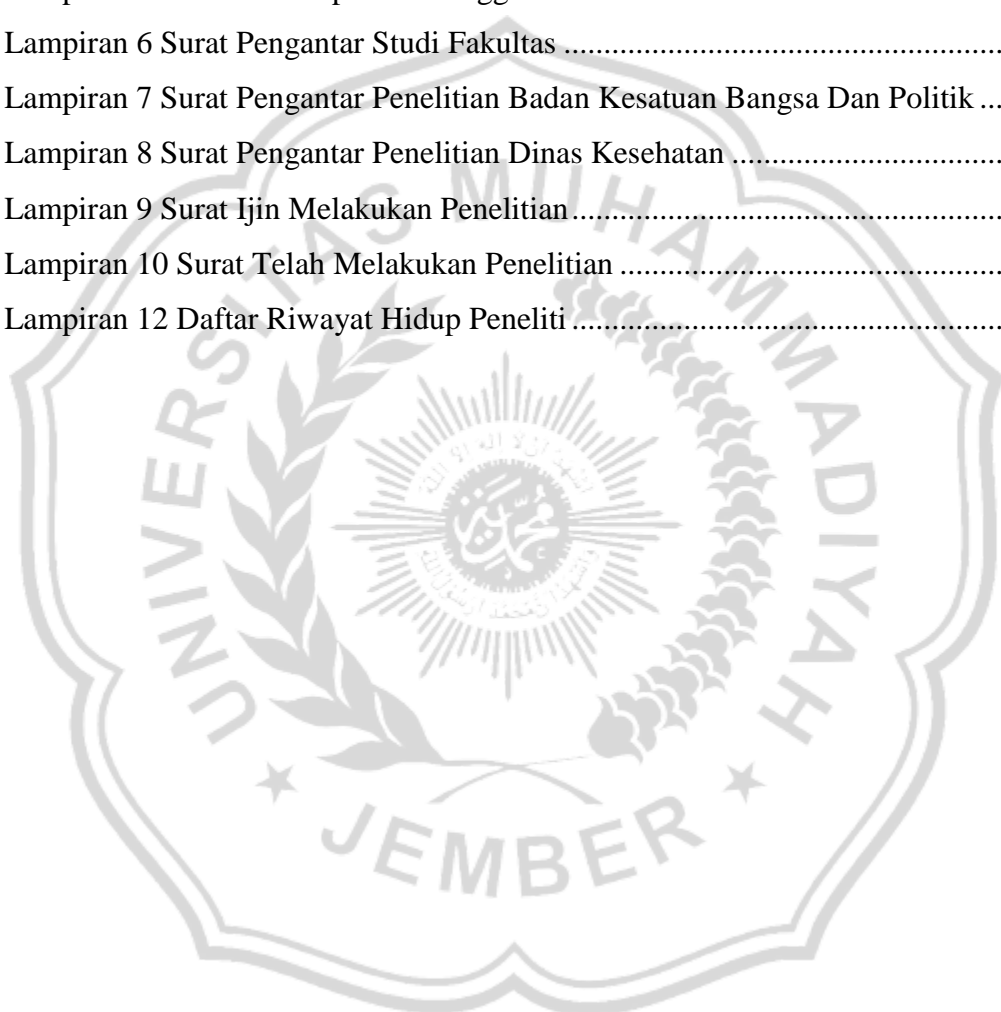 Lampiran 6 Surat Pengantar Studi Fakultas ......................................................
Lampiran 7 Surat Pengantar Penelitian Badan Kesatuan Bangsa Dan Politik ...
Lampiran 8 Surat Pengantar Penelitian Dinas Kesehatan ..................................
Lampiran 9 Surat Ijin Melakukan Penelitian ......................................................
Lampiran 10 Surat Telah Melakukan Penelitian ................................................
Lampiran 12 Daftar Riwayat Hidup Peneliti ......................................................
UNIVERSITAS MUHAMMADIYAH
JEMBER